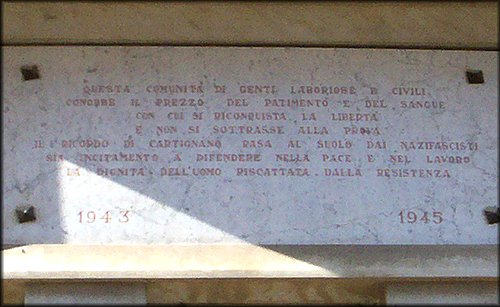 QUESTA COMUNITÀ DI GENTI LABORIOSE E CIVILI
CONOBBE IL PREZZO DEL PATIMENTO E DEL SANGUE
CON CUI SI RICONQUISTA LA LIBERTÀ
E NON SI SOTTRASSE ALLA PROVA
IL RICORDO DI CARTIGNANO RASA AL SUOLO DAI NAZIFASCISTI
SIA INCITAMENTO A DIFENDERE NELLA PACE E NEL LAVORO
LA DIGNITÀ DELL'UOMO RISCATTATA DALLA RESISTENZA
1943 1945